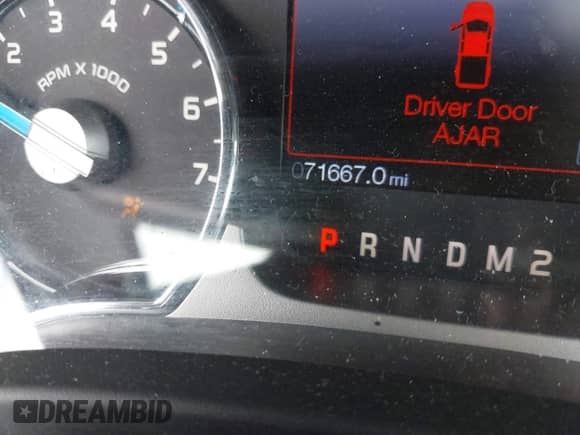 2 3 4 5 6 7
RPM X 1000
Driver Door
AJAR
071667.0 mi
P R N D M 2
DREAMBID